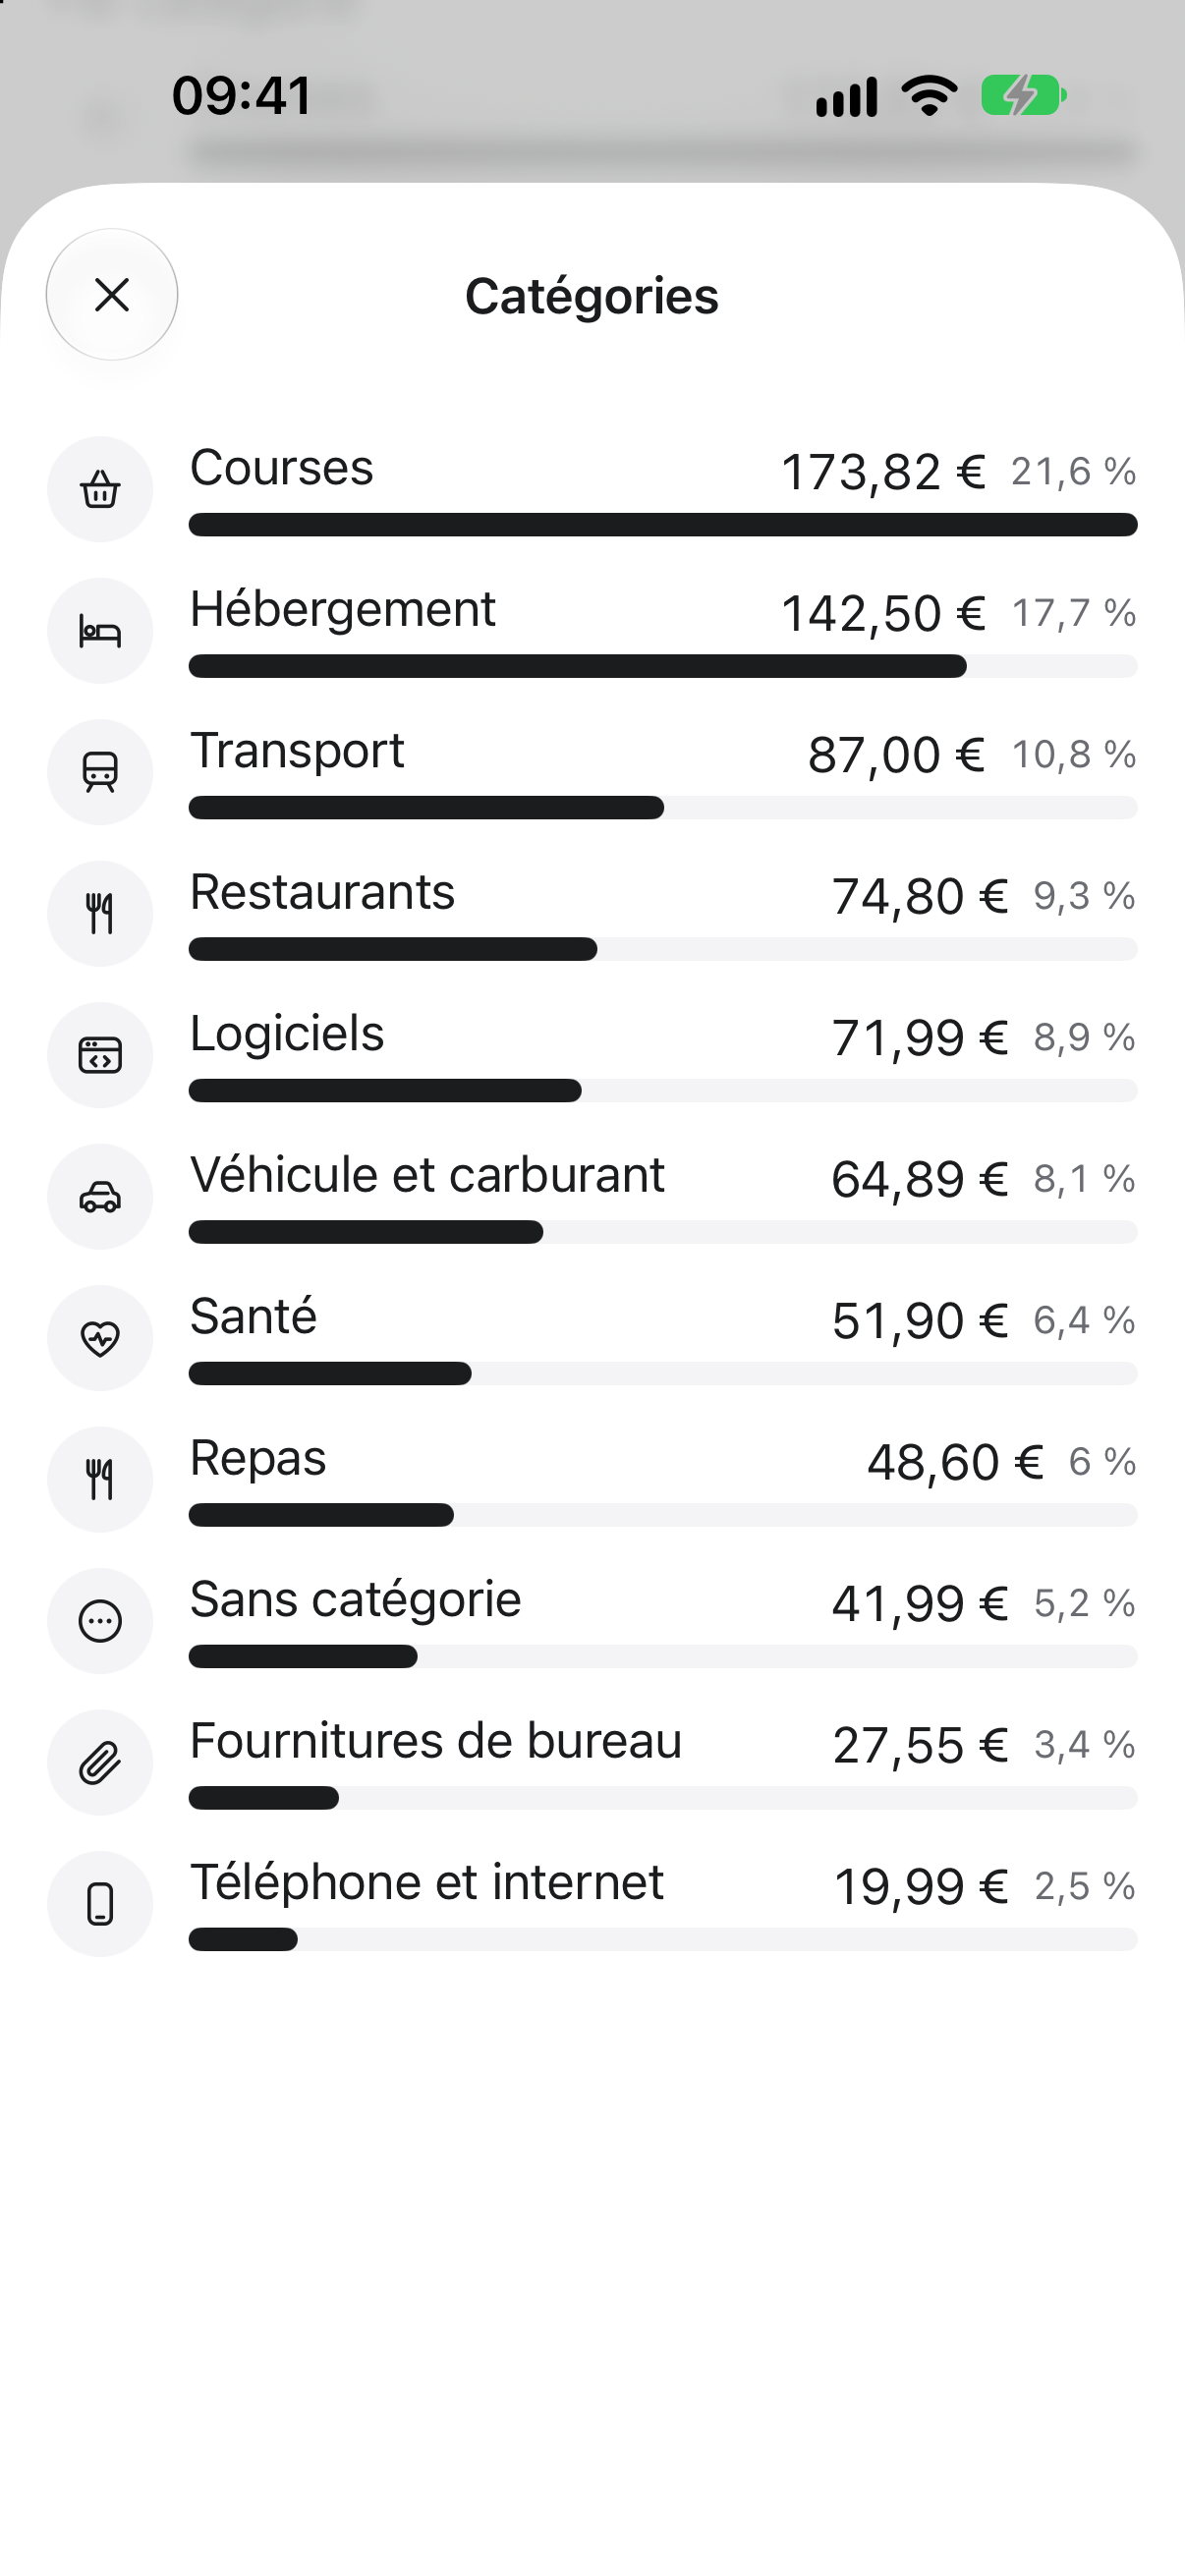 09:41
Catégories
Courses 173,82 € 21,6 %
Hébergement 142,50 € 17,7 %
Transport 87,00 € 10,8 %
Restaurants 74,80 € 9,3 %
Logiciels 71,99 € 8,9 %
Véhicule et carburant 64,89 € 8,1 %
Santé 51,90 € 6,4 %
Repas 48,60 € 6 %
Sans catégorie 41,99 € 5,2 %
Fournitures de bureau 27,55 € 3,4 %
Téléphone et internet 19,99 € 2,5 %